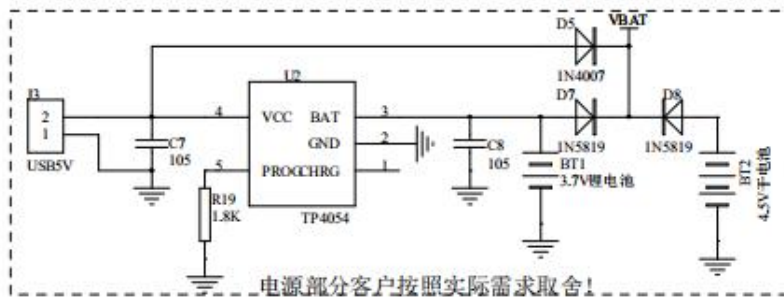 D5
VBAT
1N4007
J3
2
1
USB5V
U2
4
VCC
BAT
3
GND
2
5
PROG
CHRG
1
TP4054
C7
105
R19
1.8K
C8
105
D7
1N5819
D8
1N5819
BT1
3.7V锂电池
BT2
4.5V干电池
电源部分客户按照实际需求取舍!